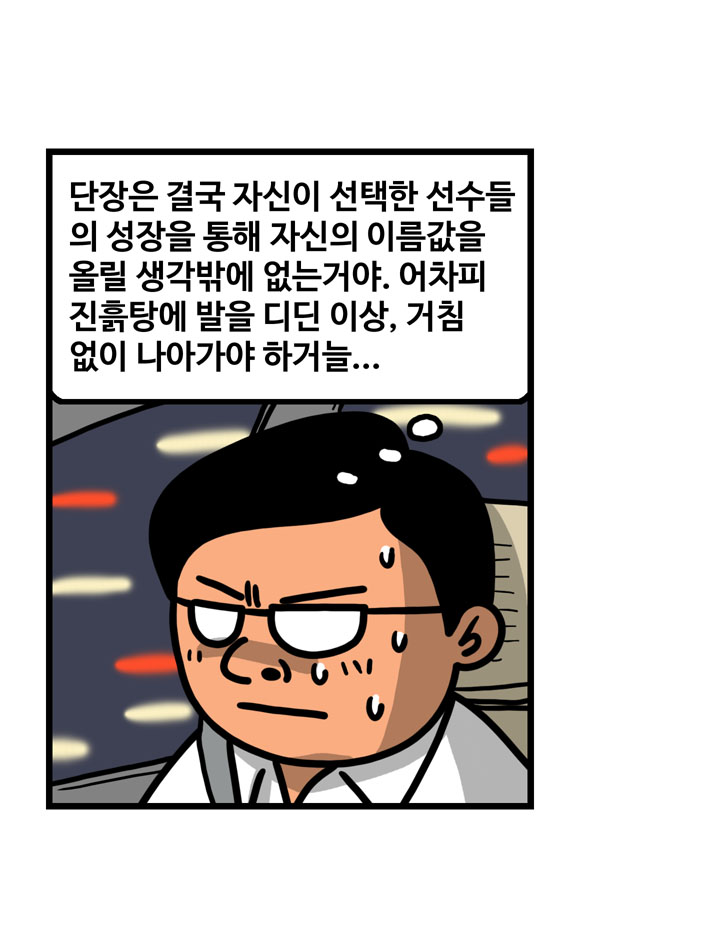 단장은 결국 자신이 선택한 선수들
의 성장을 통해 자신의 이름값을
올릴 생각밖에 없는거야. 어차피
진흙탕에 발을 디딘 이상, 거침
없이 나아가야 하거늘...